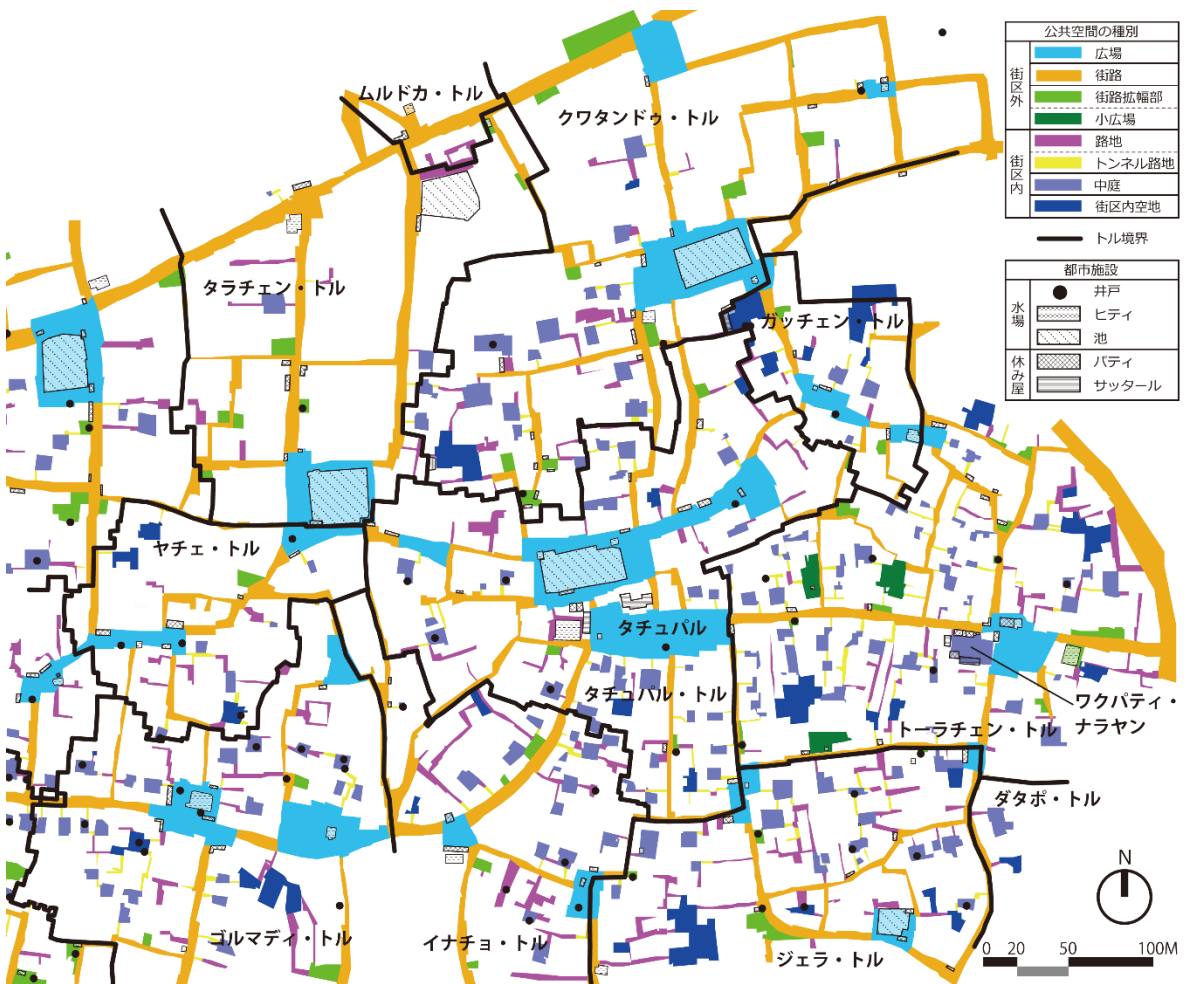 公共空間の種別
街区外
広場
街路
街路拡幅部
小広場
街区内
路地
トンネル路地
中庭
街区内空地
トル境界
都市施設
水場
井戸
ヒティ
池
休み屋
パティ
サッタール
ムルドカ・トル
クワタンドゥ・トル
タラチェン・トル
ガッチェン・トル
ヤチェ・トル
タチュパル
タチュパル・トル
ワクパティ・
ナラヤン
トーラチェン・トル
ダタポ・トル
ゴルマディ・トル
イナチョ・トル
ジェラ・トル
N
0 20 50 100M